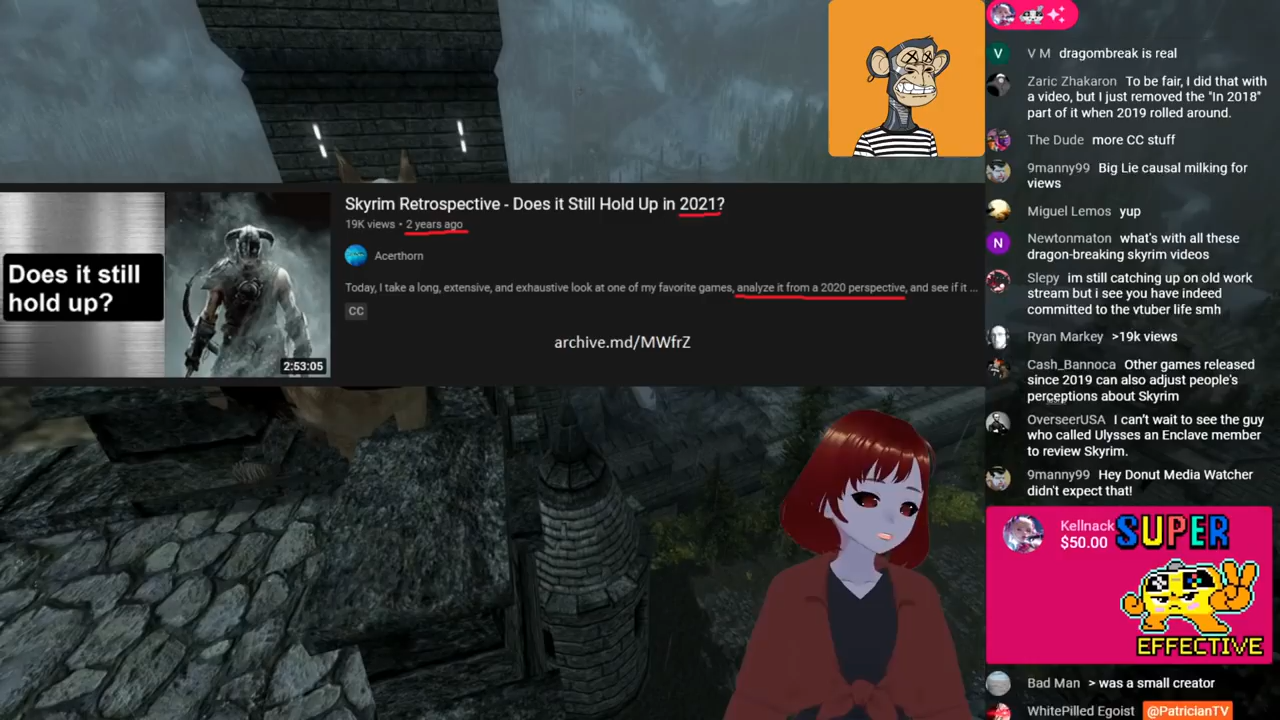 Skyrim Retrospective - Does it Still Hold Up in 2021?
19K views • 2 years ago
Acerthorn
Today, I take a long, extensive, and exhaustive look at one of my favorite games, analyze it from a 2020 perspective, and see if it ...
CC
Does it still
hold up?
2:53:05
archive.md/MWfrZ
V
V M dragombreak is real
Zaric Zhakaron To be fair, I did that with
a video, but I just removed the "In 2018"
part of it when 2019 rolled around.
The Dude more CC stuff
9manny99 Big Lie causal milking for
views
Miguel Lemos yup
N
Newtonmaton what's with all these
dragon-breaking skyrim videos
Slepy im still catching up on old work
stream but i see you have indeed
committed to the vtuber life smh
Ryan Markey >19k views
Cash_Bannoca Other games released
since 2019 can also adjust people's
perceptions about Skyrim
OverseerUSA I can't wait to see the guy
who called Ulysses an Enclave member
to review Skyrim.
9manny99 Hey Donut Media Watcher
didn't expect that!
Kellnack
$50.00
SUPER
EFFECTIVE
Bad Man > was a small creator
WhitePilled Egoist @PatricianTV